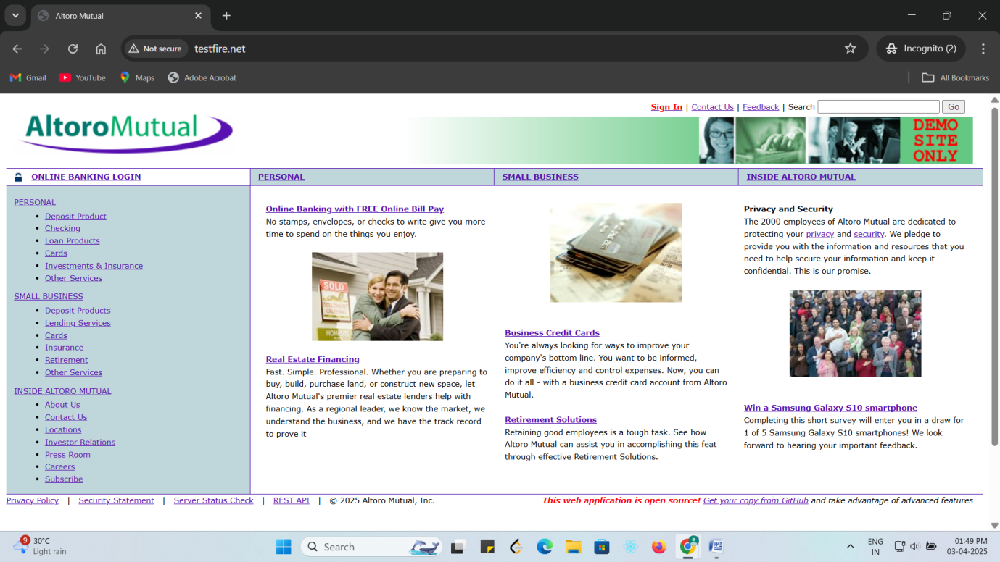 Altoro Mutual
Not secure
testfire.net
Incognito (2)
Gmail
YouTube
Maps
Adobe Acrobat
All Bookmarks
Sign In | Contact Us | Feedback | Search
Go
AltoroMutual
DEMO
SITE
ONLY
ONLINE BANKING LOGIN
PERSONAL
SMALL BUSINESS
INSIDE ALTORO MUTUAL
PERSONAL
Deposit Product
Checking
Loan Products
Cards
Investments & Insurance
Other Services
SMALL BUSINESS
Deposit Products
Lending Services
Cards
Insurance
Retirement
Other Services
INSIDE ALTORO MUTUAL
About Us
Contact Us
Locations
Investor Relations
Press Room
Careers
Subscribe
Online Banking with FREE Online Bill Pay
No stamps, envelopes, or checks to write give you more
time to spend on the things you enjoy.
SOLD
Real Estate Financing
Fast. Simple. Professional. Whether you are preparing to
buy, build, purchase land, or construct new space, let
Altoro Mutual's premier real estate lenders help with
financing. As a regional leader, we know the market, we
understand the business, and we have the track record
to prove it
Business Credit Cards
You're always looking for ways to improve your
company's bottom line. You want to be informed,
improve efficiency and control expenses. Now, you can
do it all - with a business credit card account from Altoro
Mutual.
Retirement Solutions
Retaining good employees is a tough task. See how
Altoro Mutual can assist you in accomplishing this feat
through effective Retirement Solutions.
Privacy and Security
The 2000 employees of Altoro Mutual are dedicated to
protecting your privacy and security. We pledge to
provide you with the information and resources that you
need to help secure your information and keep it
confidential. This is our promise.
Win a Samsung Galaxy S10 smartphone
Completing this short survey will enter you in a draw for
1 of 5 Samsung Galaxy S10 smartphones! We look
forward to hearing your important feedback.
Privacy Policy | Security Statement | Server Status Check | REST API | © 2025 Altoro Mutual, Inc.
This web application is open source! Get your copy from GitHub and take advantage of advanced features
9
30°C
Light rain
Search
ENG
IN
01:49 PM
03-04-2025